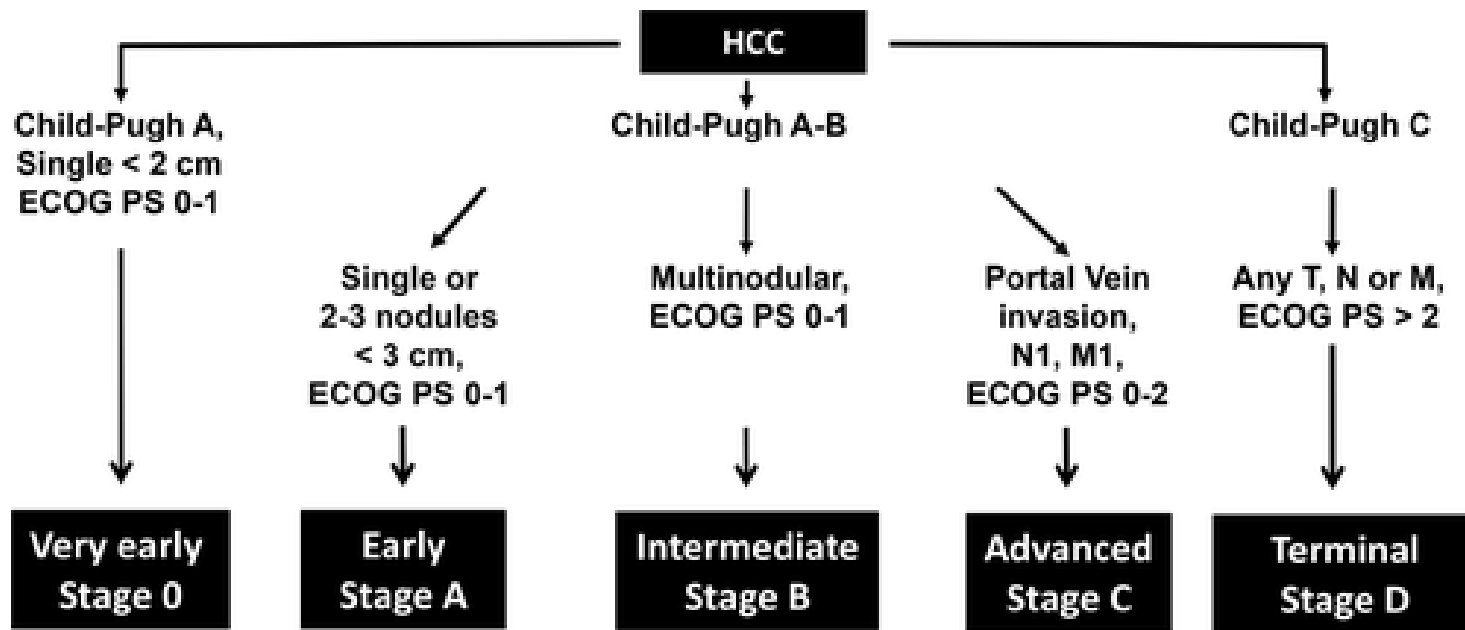 HCC
Child-Pugh A,
Single < 2 cm
ECOG PS 0-1
Child-Pugh A-B
Child-Pugh C
Single or
2-3 nodules
< 3 cm,
ECOG PS 0-1
Multinodular,
ECOG PS 0-1
Portal Vein
invasion,
N1, M1,
ECOG PS 0-2
Any T, N or M,
ECOG PS > 2
Very early
Stage 0
Early
Stage A
Intermediate
Stage B
Advanced
Stage C
Terminal
Stage D